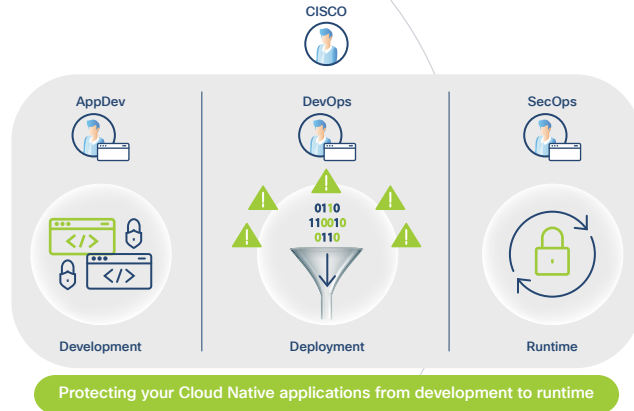 CISCO
AppDev
DevOps
SecOps
0110
110010
0110
</>
</>
Development
Deployment
Runtime
Protecting your Cloud Native applications from development to runtime